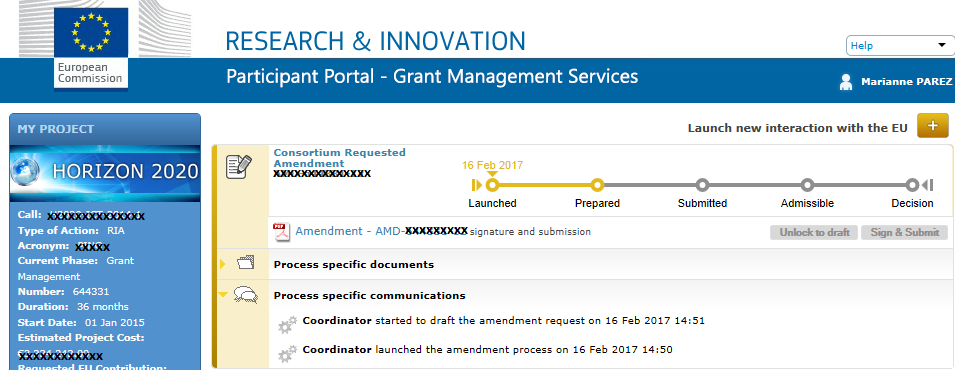 European
Commission
RESEARCH & INNOVATION
Help
Participant Portal - Grant Management Services
Marianne PAREZ
MY PROJECT
HORIZON 2020
Call: XXXXXXXXXXXXXX
Type of Action: RIA
Acronym: XXXXX
Current Phase: Grant
Management
Number: 644331
Duration: 36 months
Start Date: 01 Jan 2015
Estimated Project Cost:
XXXXXXXXXXXX
Requested EU Contribution:
Launch new interaction with the EU +
Consortium Requested
Amendment
XXXXXXXXXXXXXX
16 Feb 2017
Launched Prepared Submitted Admissible Decision
PDF Amendment - AMD-XXXXXXXXX signature and submission Unlock to draft Sign & Submit
Process specific documents
Process specific communications
Coordinator started to draft the amendment request on 16 Feb 2017 14:51
Coordinator launched the amendment process on 16 Feb 2017 14:50